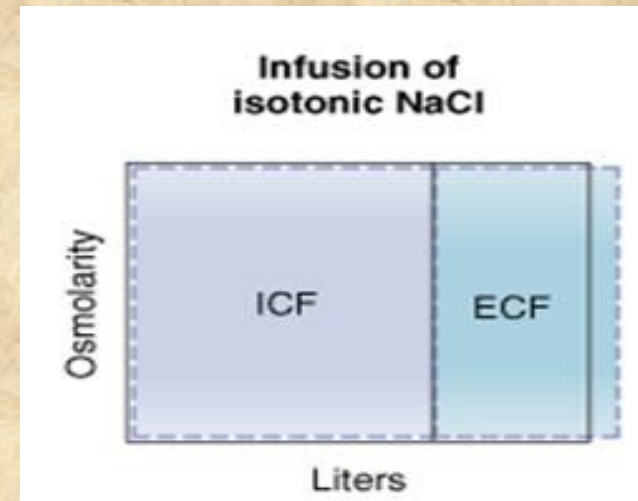 Infusion of
isotonic NaCl
Osmolarity
ICF
ECF
Liters